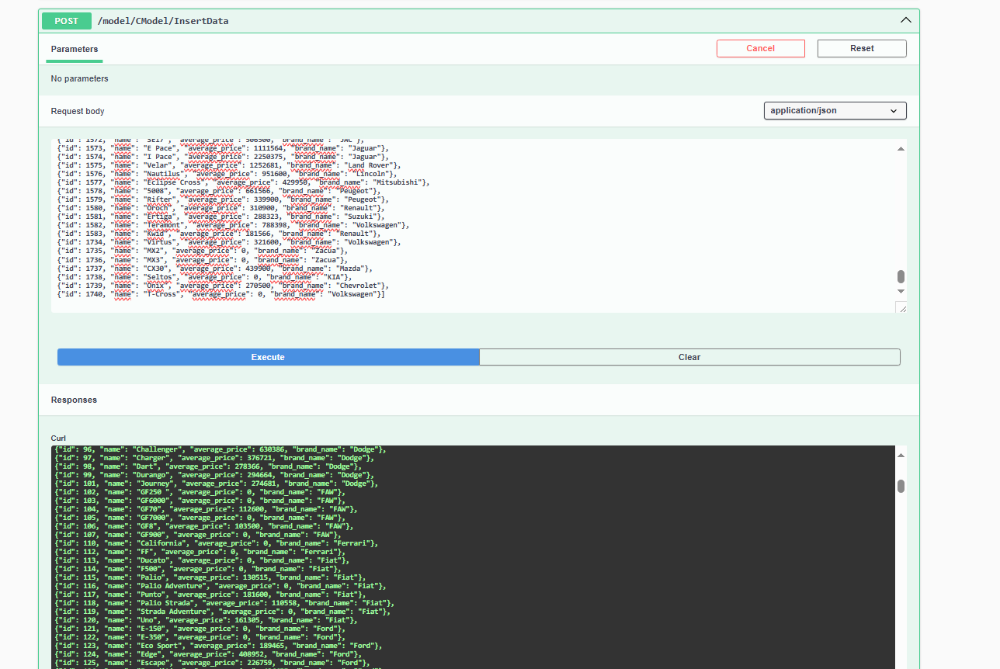 POST /model/CModel/InsertData
Parameters
Cancel
Reset
No parameters
Request body
application/json
{"id": 1572, "name": "SEI7", "average_price": 506500, "brand_name": "JAC"},
{"id": 1573, "name": "E Pace", "average_price": 1111564, "brand_name": "Jaguar"},
{"id": 1574, "name": "I Pace", "average_price": 2250375, "brand_name": "Jaguar"},
{"id": 1575, "name": "Velar", "average_price": 1252681, "brand_name": "Land Rover"},
{"id": 1576, "name": "Nautilus", "average_price": 951600, "brand_name": "Lincoln"},
{"id": 1577, "name": "Eclipse Cross", "average_price": 429950, "brand_name": "Mitsubishi"},
{"id": 1578, "name": "5008", "average_price": 661566, "brand_name": "Peugeot"},
{"id": 1579, "name": "Rifter", "average_price": 339900, "brand_name": "Peugeot"},
{"id": 1580, "name": "Oroch", "average_price": 310900, "brand_name": "Renault"},
{"id": 1581, "name": "Ertiga", "average_price": 288323, "brand_name": "Suzuki"},
{"id": 1582, "name": "Teramont", "average_price": 788398, "brand_name": "Volkswagen"},
{"id": 1583, "name": "Kwid", "average_price": 181566, "brand_name": "Renault"},
{"id": 1734, "name": "Virtus", "average_price": 321600, "brand_name": "Volkswagen"},
{"id": 1735, "name": "MX2", "average_price": 0, "brand_name": "Zacua"},
{"id": 1736, "name": "MX3", "average_price": 0, "brand_name": "Zacua"},
{"id": 1737, "name": "CX30", "average_price": 439900, "brand_name": "Mazda"},
{"id": 1738, "name": "Seltos", "average_price": 0, "brand_name": "KIA"},
{"id": 1739, "name": "Onix", "average_price": 270500, "brand_name": "Chevrolet"},
{"id": 1740, "name": "T-Cross", "average_price": 0, "brand_name": "Volkswagen"}]
Execute
Clear
Responses
Curl
{"id": 96, "name": "Challenger", "average_price": 630386, "brand_name": "Dodge"},
{"id": 97, "name": "Charger", "average_price": 376721, "brand_name": "Dodge"},
{"id": 98, "name": "Dart", "average_price": 278366, "brand_name": "Dodge"},
{"id": 99, "name": "Durango", "average_price": 294664, "brand_name": "Dodge"},
{"id": 101, "name": "Journey", "average_price": 274681, "brand_name": "Dodge"},
{"id": 102, "name": "GF250 ", "average_price": 0, "brand_name": "FAW"},
{"id": 103, "name": "GF6000", "average_price": 0, "brand_name": "FAW"},
{"id": 104, "name": "GF70", "average_price": 112600, "brand_name": "FAW"},
{"id": 105, "name": "GF7000", "average_price": 0, "brand_name": "FAW"},
{"id": 106, "name": "GF8", "average_price": 103500, "brand_name": "FAW"},
{"id": 107, "name": "GF900", "average_price": 0, "brand_name": "FAW"},
{"id": 110, "name": "California", "average_price": 0, "brand_name": "Ferrari"},
{"id": 112, "name": "FF", "average_price": 0, "brand_name": "Ferrari"},
{"id": 113, "name": "Ducato", "average_price": 0, "brand_name": "Fiat"},
{"id": 114, "name": "F500", "average_price": 0, "brand_name": "Fiat"},
{"id": 115, "name": "Palio", "average_price": 130515, "brand_name": "Fiat"},
{"id": 116, "name": "Palio Adventure", "average_price": 0, "brand_name": "Fiat"},
{"id": 117, "name": "Punto", "average_price": 181600, "brand_name": "Fiat"},
{"id": 118, "name": "Palio Strada", "average_price": 110558, "brand_name": "Fiat"},
{"id": 119, "name": "Strada Adventure", "average_price": 0, "brand_name": "Fiat"},
{"id": 120, "name": "Uno", "average_price": 161305, "brand_name": "Fiat"},
{"id": 121, "name": "E-150", "average_price": 0, "brand_name": "Ford"},
{"id": 122, "name": "E-350", "average_price": 0, "brand_name": "Ford"},
{"id": 123, "name": "Eco Sport", "average_price": 189465, "brand_name": "Ford"},
{"id": 124, "name": "Edge", "average_price": 408952, "brand_name": "Ford"},
{"id": 125, "name": "Escape", "average_price": 226759, "brand_name": "Ford"},